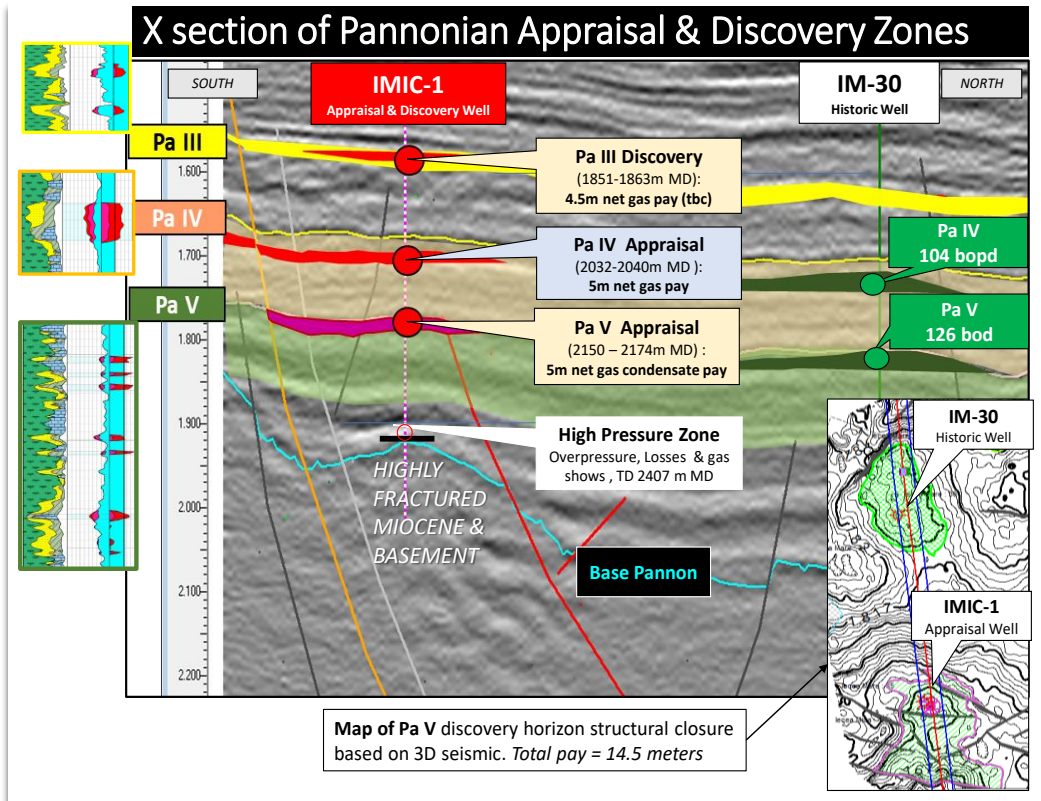 X section of Pannonian Appraisal & Discovery Zones
SOUTH
IMIC-1
Appraisal & Discovery Well
IM-30
Historic Well
NORTH
Pa III
1.600
Pa III Discovery
(1851-1863m MD):
4.5m net gas pay (tbc)
Pa IV
1.700
Pa IV Appraisal
(2032-2040m MD ) :
5m net gas pay
Pa IV
104 bopd
Pa V
1.800
Pa V Appraisal
(2150 – 2174m MD) :
5m net gas condensate pay
Pa V
126 bod
1.900
High Pressure Zone
Overpressure, Losses & gas
shows , TD 2407 m MD
HIGHLY
FRACTURED
MIOCENE &
BASEMENT
2.000
2.100
2.200
Base Pannon
IM-30
Historic Well
1817
IMIC-1
Appraisal Well
Map of Pa V discovery horizon structural closure
based on 3D seismic. Total pay = 14.5 meters